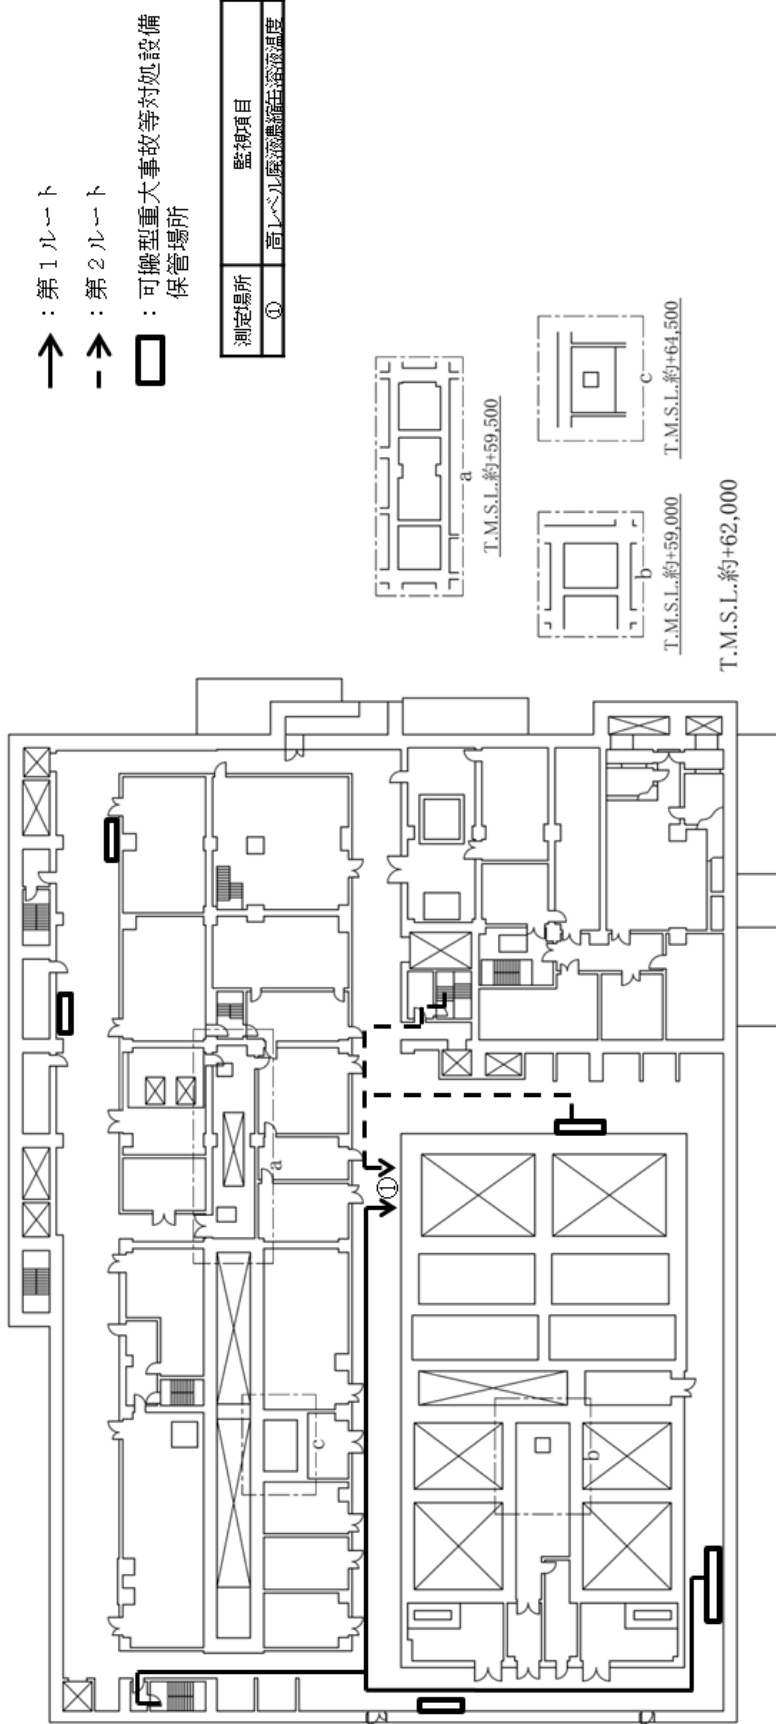 ：第１ルート
：第２ルート
：可搬型重大事故等対処設備
保管場所
測定場所 監視項目
① 高レベル廃液濃縮缶溶液温度
a
T.M.S.L.約+59,500
b
T.M.S.L.約+59,000
c
T.M.S.L.約+64,500
T.M.S.L.約+62,000
a
①
c
b